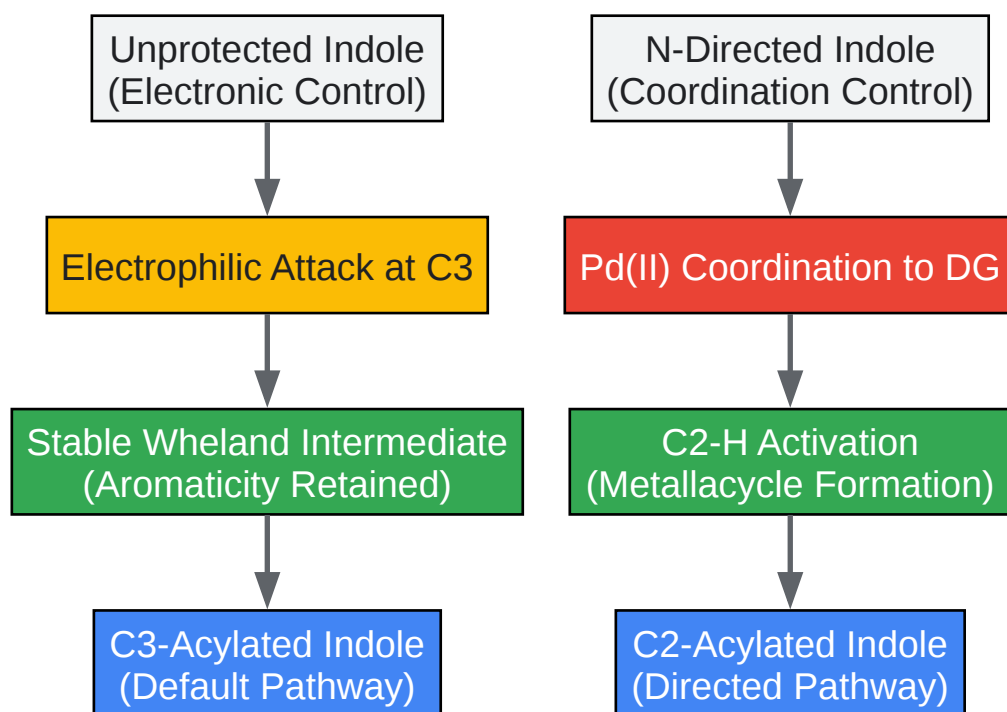 Unprotected Indole
(Electronic Control)
Electrophilic Attack at C3
Stable Wheland Intermediate
(Aromaticity Retained)
C3-Acylated Indole
(Default Pathway)
N-Directed Indole
(Coordination Control)
Pd(II) Coordination to DG
C2-H Activation
(Metallacycle Formation)
C2-Acylated Indole
(Directed Pathway)